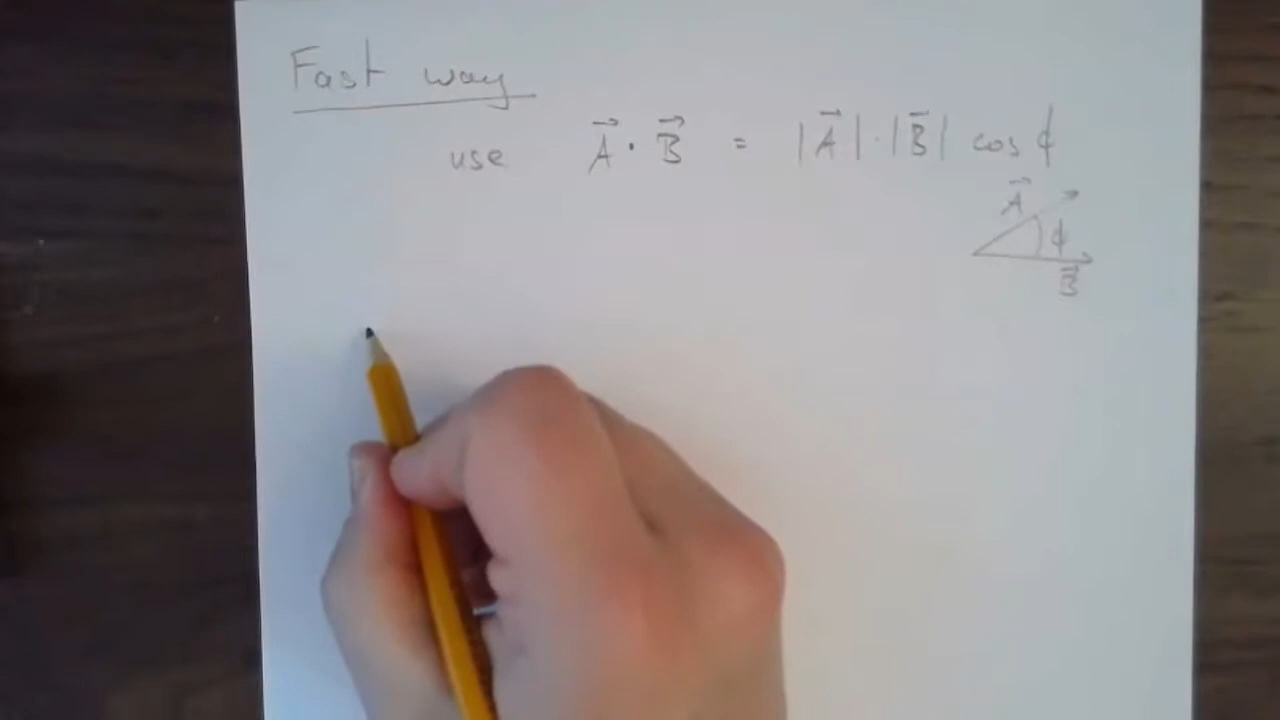 Fast way
use A⃗ · B⃗ = |A⃗| · |B⃗| cos ϕ
A⃗
ϕ
B⃗